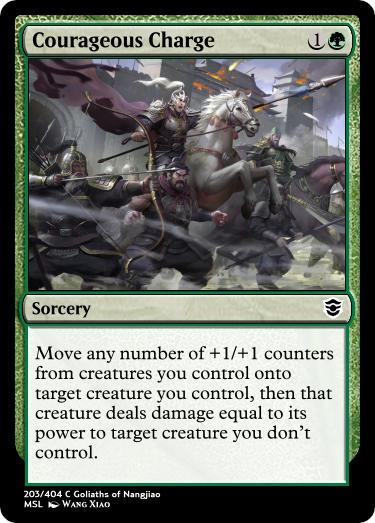 Courageous Charge 1
Sorcery
Move any number of +1/+1 counters
from creatures you control onto
target creature you control, then that
creature deals damage equal to its
power to target creature you don't
control.
203/404 C Goliaths of Nangjiao
MSL Wang Xiao